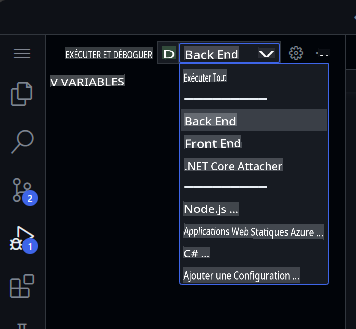 EXÉCUTER ET DÉBOGUER D Back End ...
V VARIABLES
Exécuter Tout
Back End
Front End
.NET Core Attacher
Node.js ...
Applications Web Statiques Azure ...
C# ...
Ajouter une Configuration ...
2
1